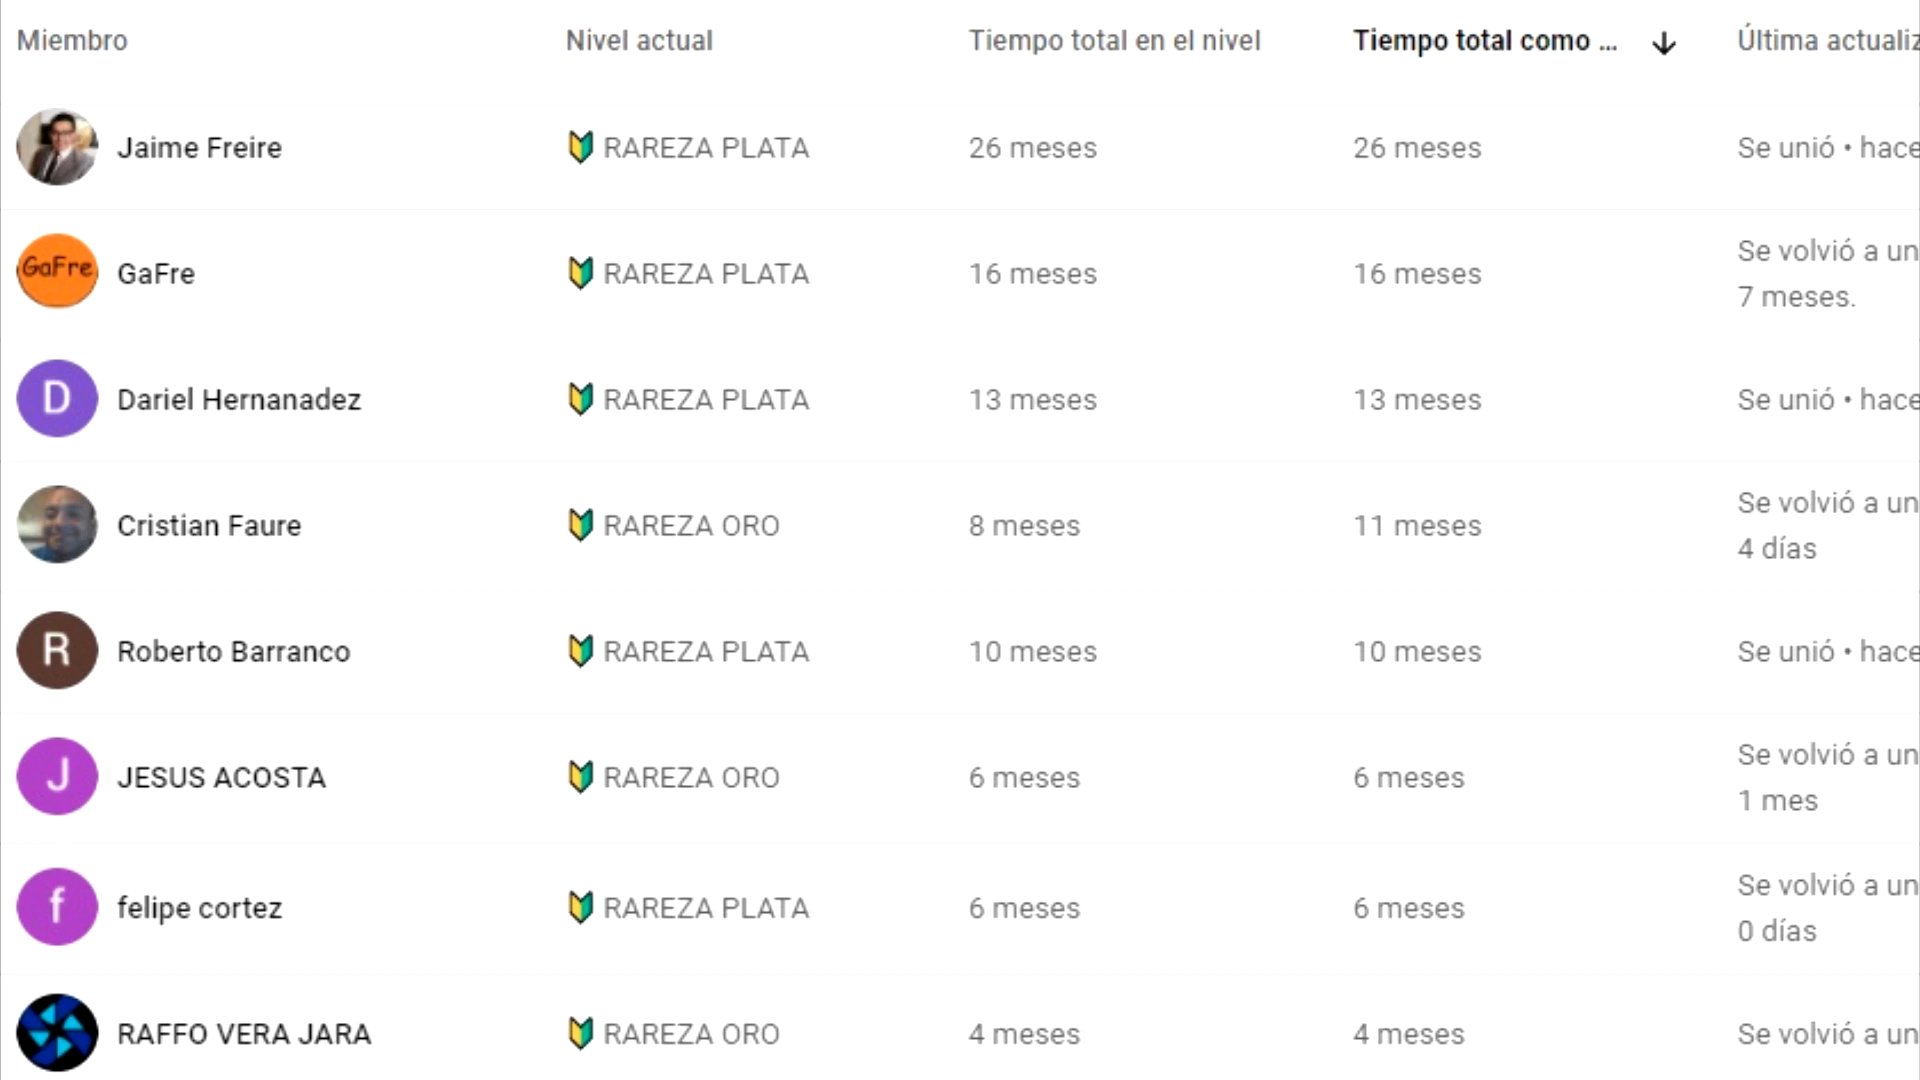 Miembro Nivel actual Tiempo total en el nivel Tiempo total como ... Última actualiz
Jaime Freire RAREZA PLATA 26 meses 26 meses Se unió • hace
GaFre GaFre RAREZA PLATA 16 meses 16 meses Se volvió a un
7 meses.
D Dariel Hernanadez RAREZA PLATA 13 meses 13 meses Se unió • hace
Cristian Faure RAREZA ORO 8 meses 11 meses Se volvió a un
4 días
R Roberto Barranco RAREZA PLATA 10 meses 10 meses Se unió • hace
J JESUS ACOSTA RAREZA ORO 6 meses 6 meses Se volvió a un
1 mes
f felipe cortez RAREZA PLATA 6 meses 6 meses Se volvió a un
0 días
RAFFO VERA JARA RAREZA ORO 4 meses 4 meses Se volvió a un